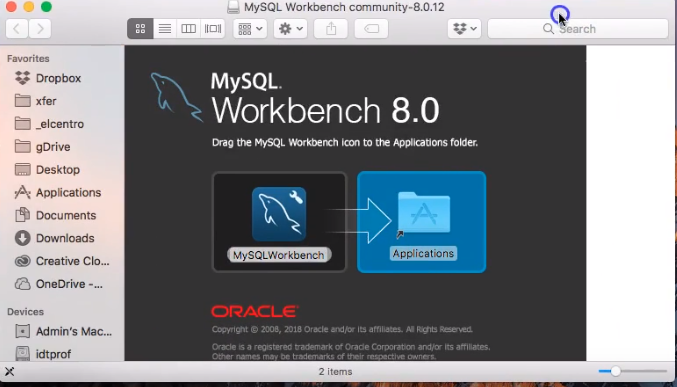 MySQL Workbench community-8.0.12
Search
Favorites
Dropbox
xfer
_elcentro
gDrive
Desktop
Applications
Documents
Downloads
Creative Clo...
OneDrive -...
Devices
Admin's Mac...
idtprof
MySQL.
Workbench 8.0
Drag the MySQL Workbench icon to the Applications folder.
MySQLWorkbench
Applications
ORACLE
Copyright © 2008, 2018 Oracle and/or its affiliates. All Rights Reserved.
Oracle is a registered trademark of Oracle Corporation and/or its affiliates.
Other names may be trademarks of their respective owners.
2 items